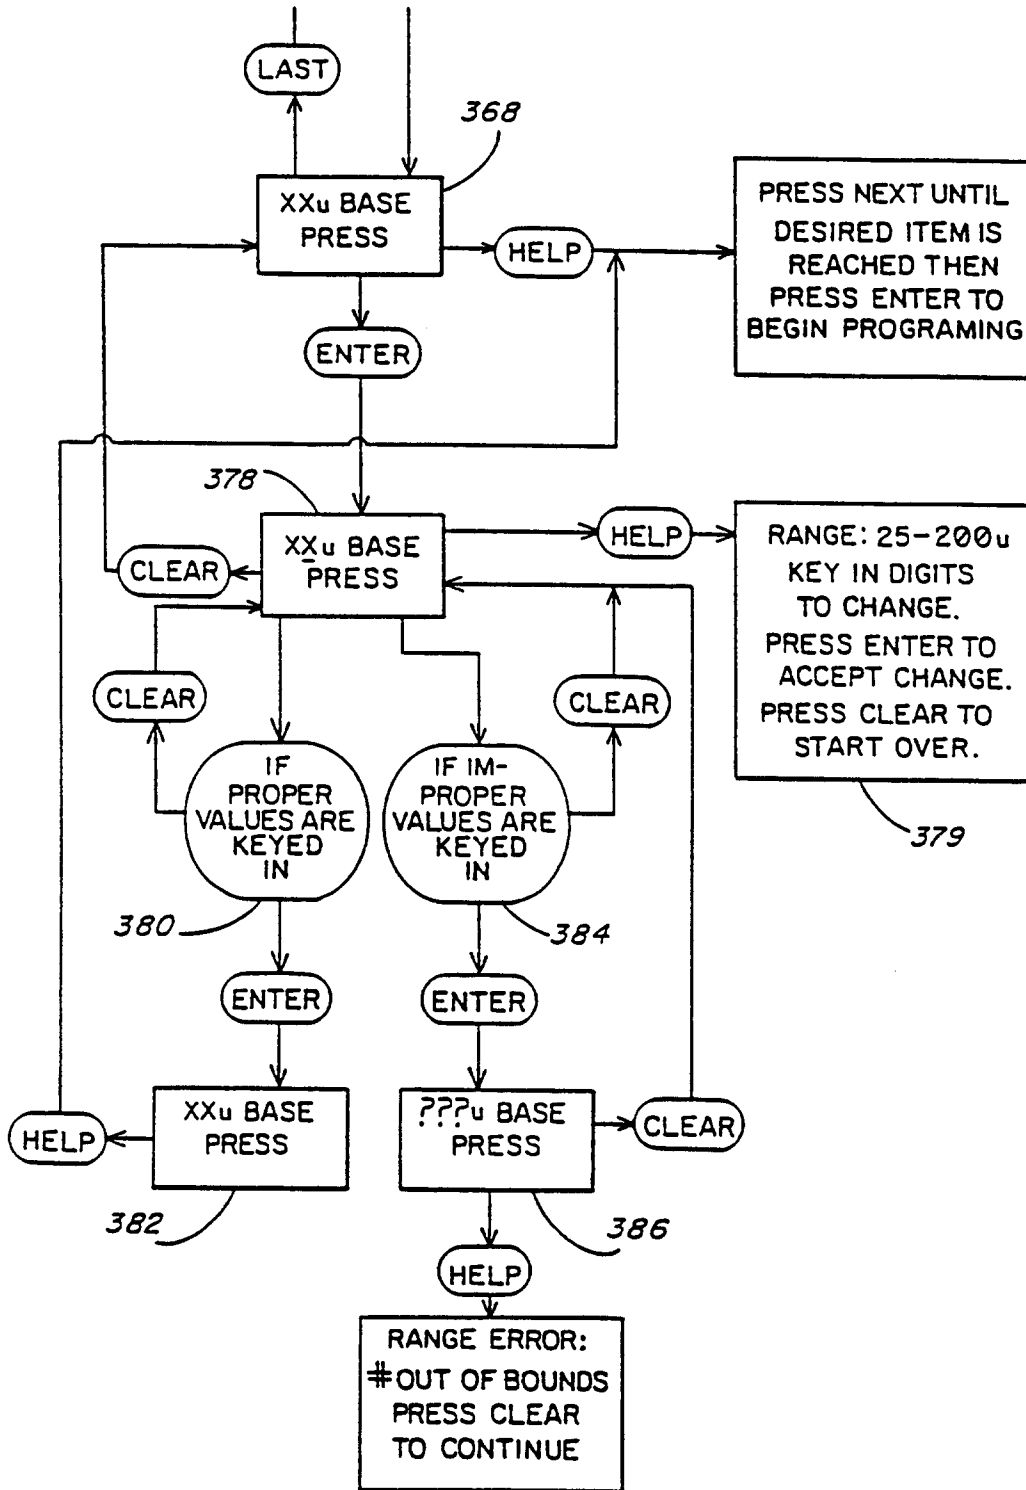 LAST
368
XXu BASE
PRESS
HELP
PRESS NEXT UNTIL
DESIRED ITEM IS
REACHED THEN
PRESS ENTER TO
BEGIN PROGRAMING
ENTER
378
XXu BASE
PRESS
HELP
RANGE: 25-200u
KEY IN DIGITS
TO CHANGE.
PRESS ENTER TO
ACCEPT CHANGE.
PRESS CLEAR TO
START OVER.
379
CLEAR
CLEAR
CLEAR
IF
PROPER
VALUES ARE
KEYED
IN
380
IF IM-
PROPER
VALUES ARE
KEYED
IN
384
ENTER
ENTER
HELP
XXu BASE
PRESS
382
???u BASE
PRESS
386
CLEAR
HELP
RANGE ERROR:
#OUT OF BOUNDS
PRESS CLEAR
TO CONTINUE